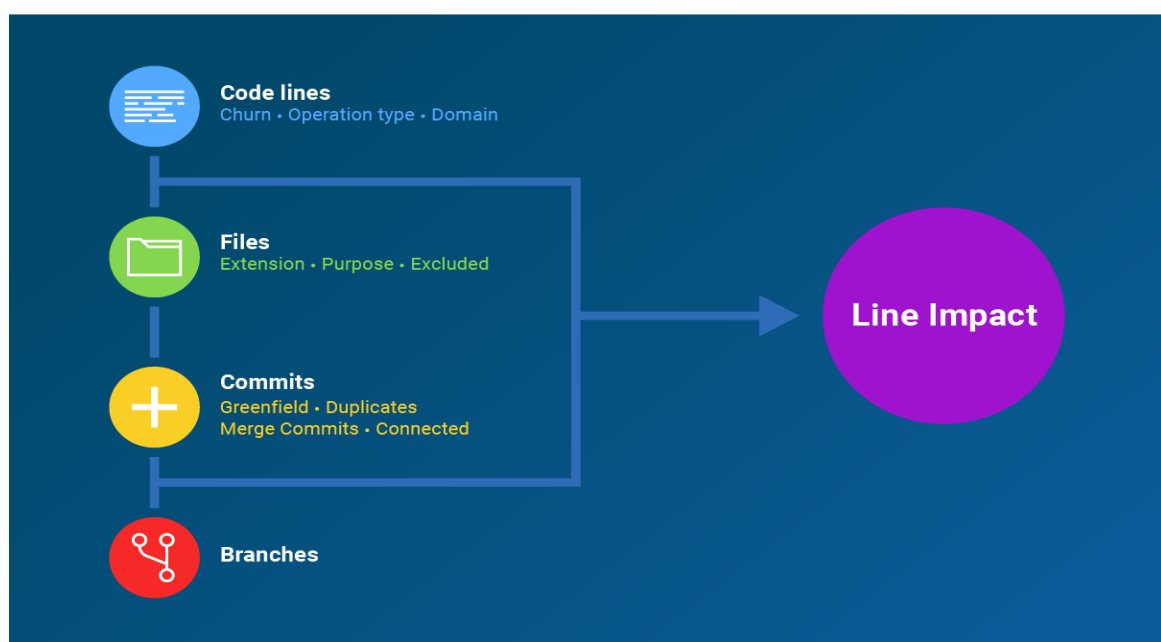 Code lines
Churn • Operation type • Domain
Files
Extension • Purpose • Excluded
Commits
Greenfield • Duplicates
Merge Commits • Connected
Branches
Line Impact